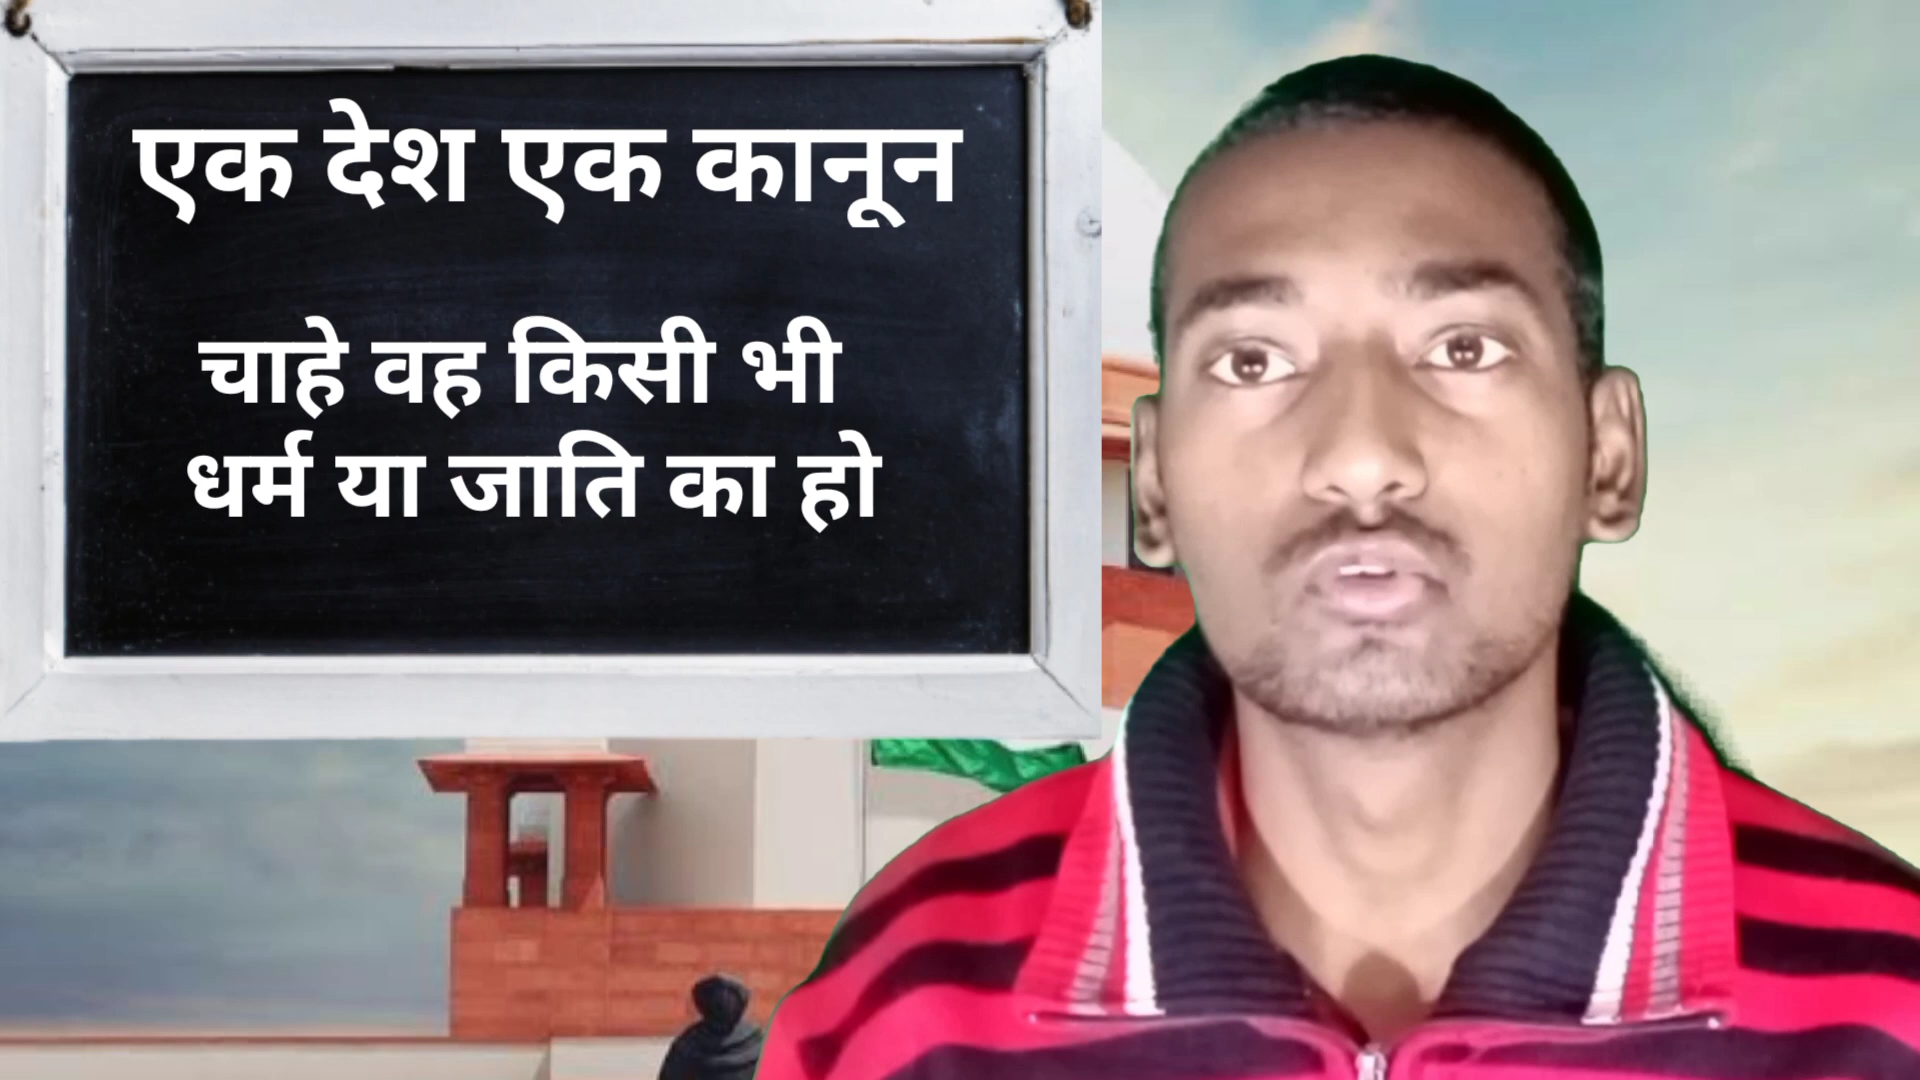 एक देश एक कानून
चाहे वह किसी भी
धर्म या जाति का हो